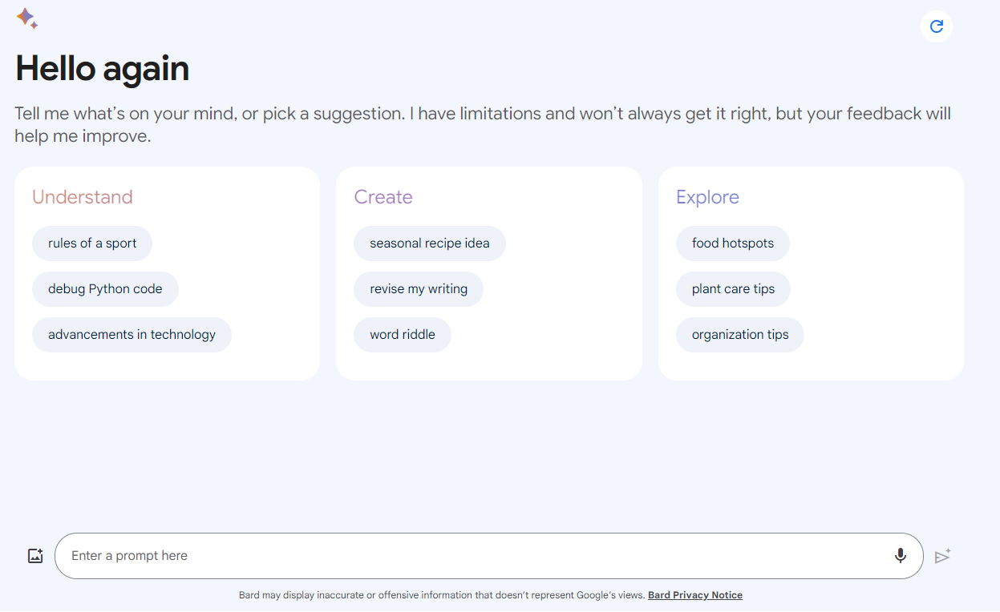 Hello again
Tell me what’s on your mind, or pick a suggestion. I have limitations and won’t always get it right, but your feedback will
help me improve.
Understand
rules of a sport
debug Python code
advancements in technology
Create
seasonal recipe idea
revise my writing
word riddle
Explore
food hotspots
plant care tips
organization tips
Enter a prompt here
Bard may display inaccurate or offensive information that doesn’t represent Google’s views. Bard Privacy Notice